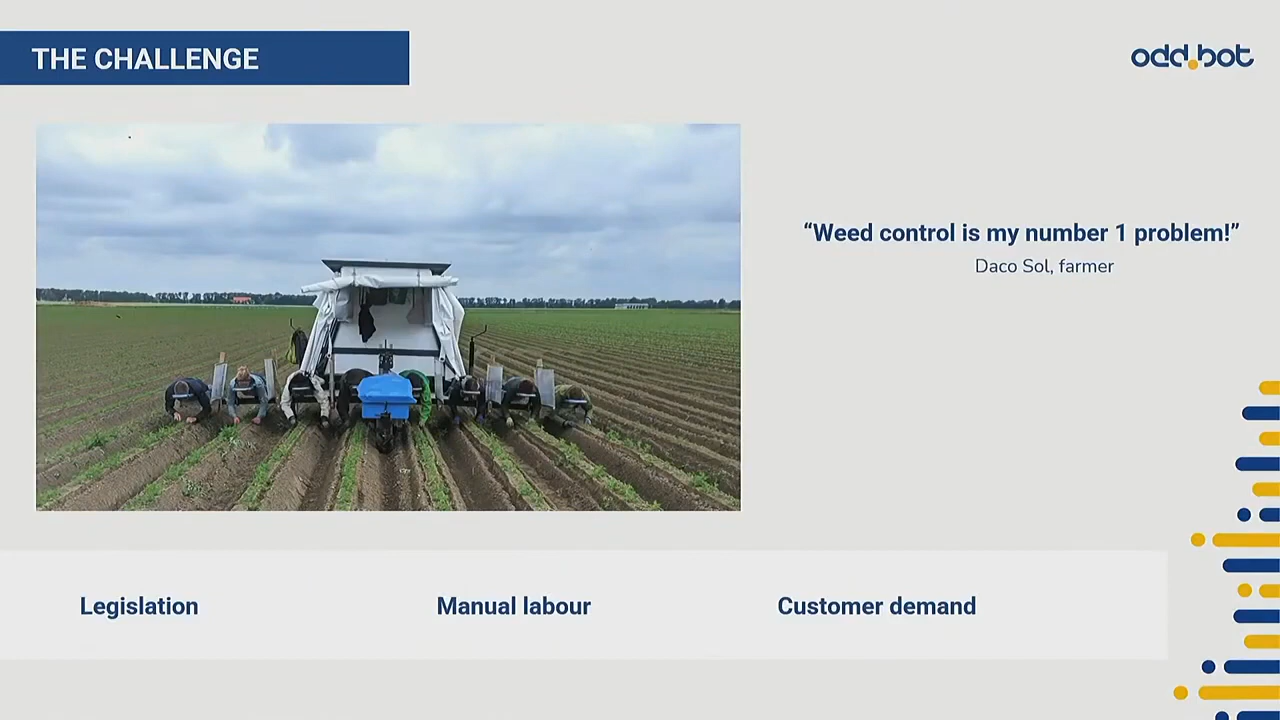 THE CHALLENGE
odd.bot
“Weed control is my number 1 problem!”
Daco Sol, farmer
Legislation
Manual labour
Customer demand